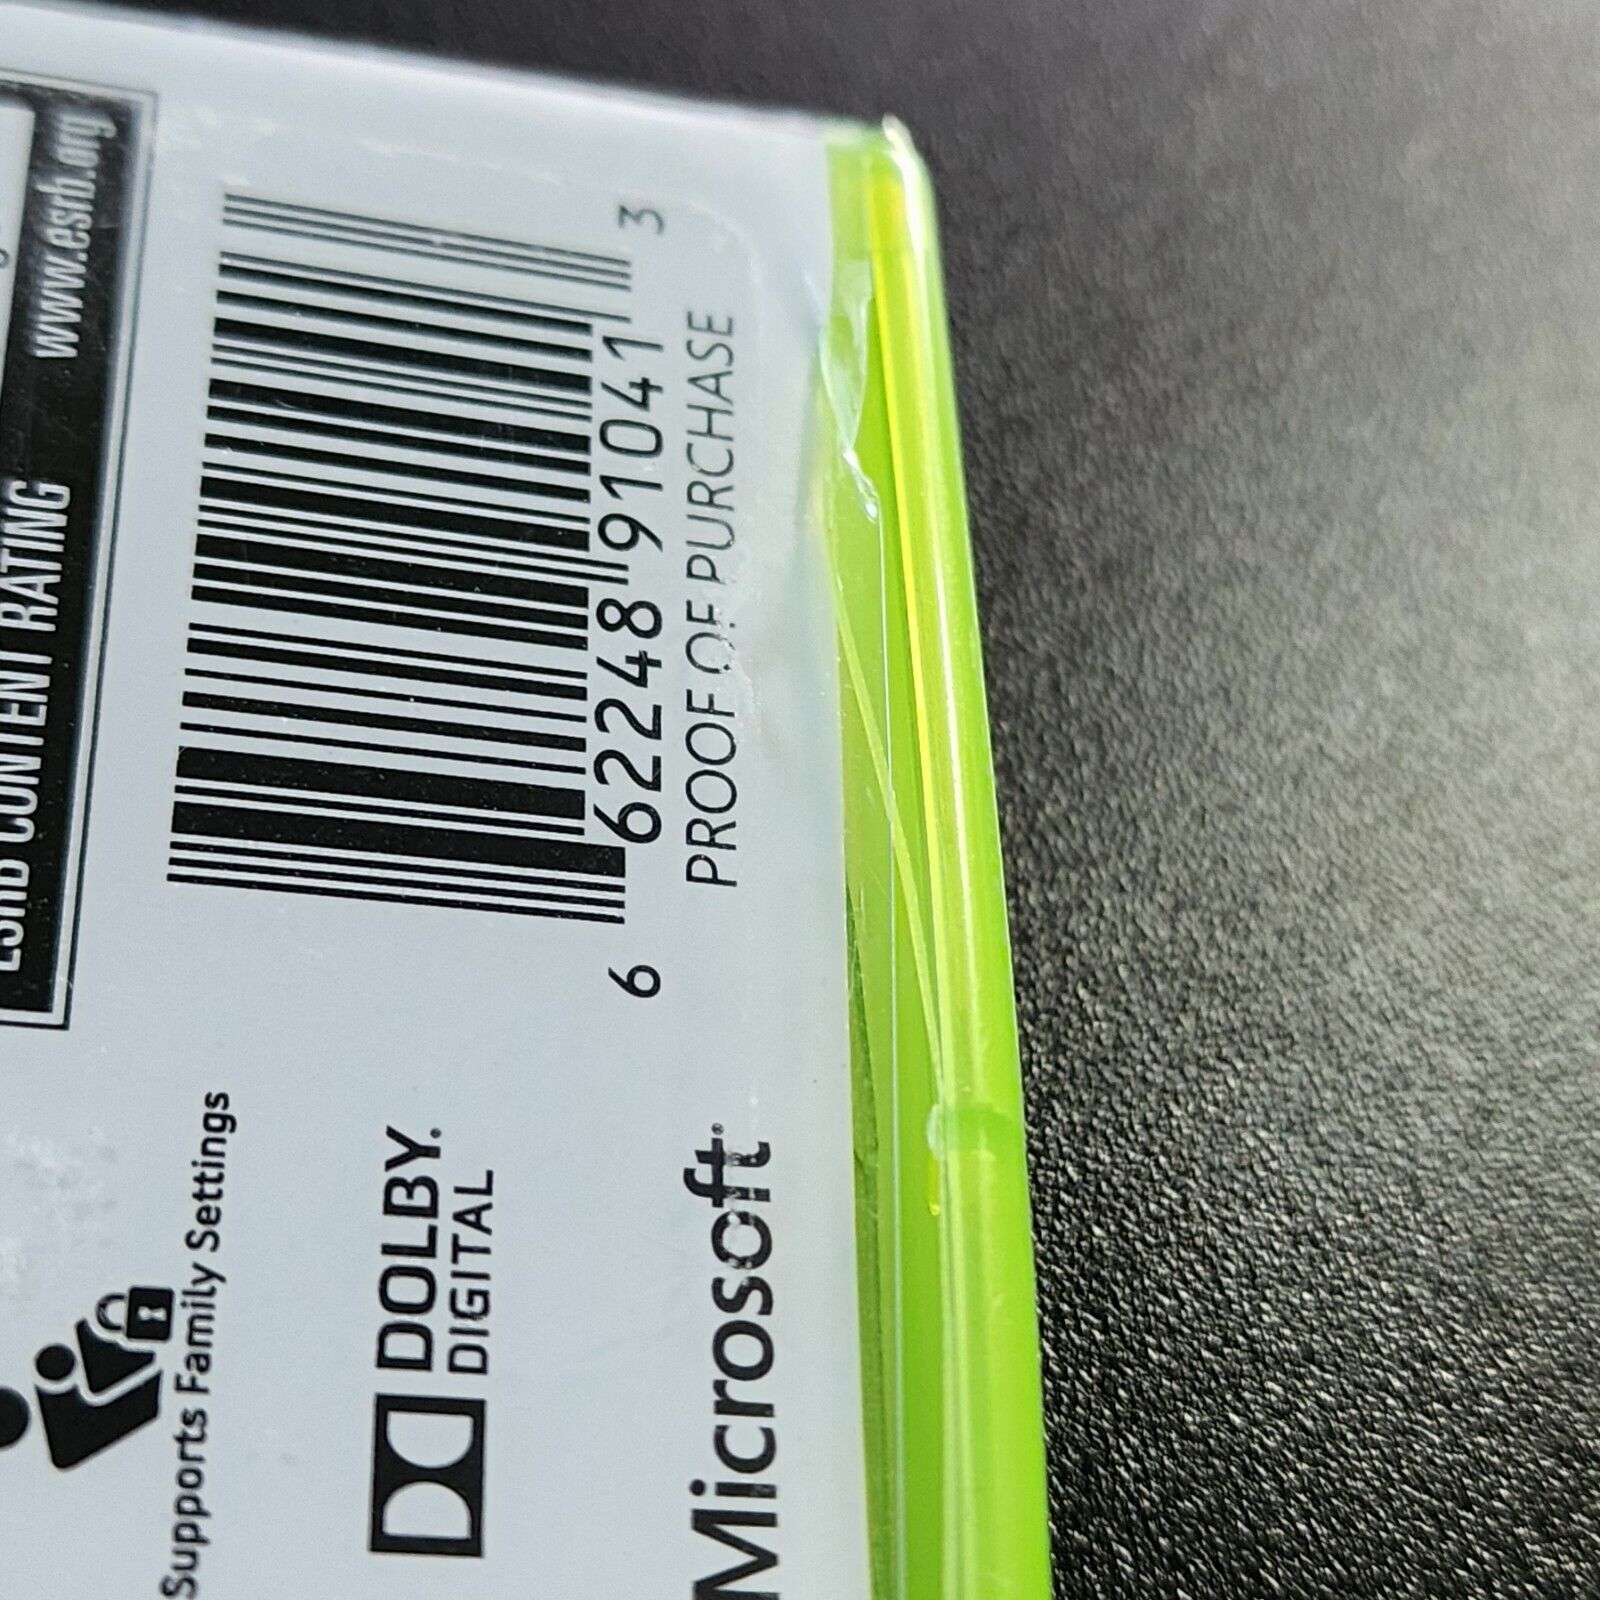 www.esrb.org
ESRB CONTENT RATING
6 62248 91041 3
PROOF OF PURCHASE
Supports Family Settings
DOLBY.
DIGITAL
Microsoft®